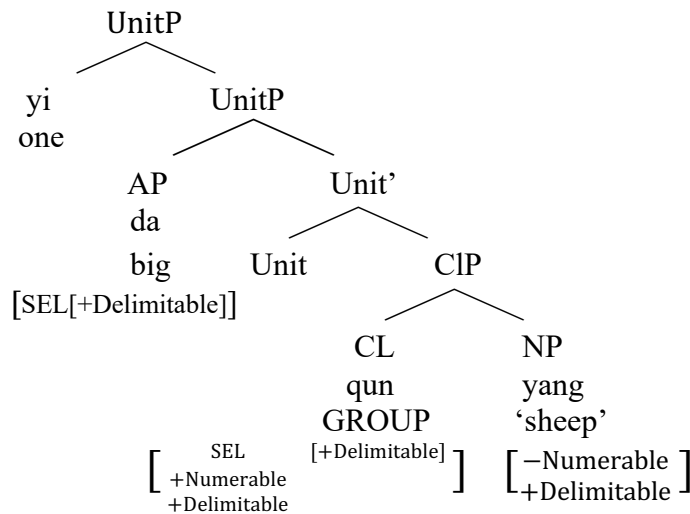 UnitP
yi UnitP
one
AP Unit’
da
big Unit ClP
[SEL[+Delimitable]]
CL NP
qun yang
GROUP ‘sheep’
SEL [+Delimitable] −Numerable
+Numerable +Delimitable
+Delimitable